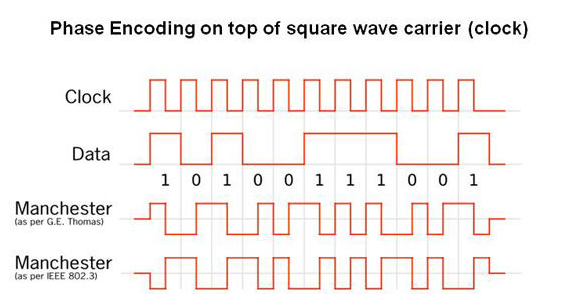 Phase Encoding on top of square wave carrier (clock)
Clock
Data
1 0 1 0 0 1 1 1 0 0 1
Manchester
(as per G.E. Thomas)
Manchester
(as per IEEE 802.3)